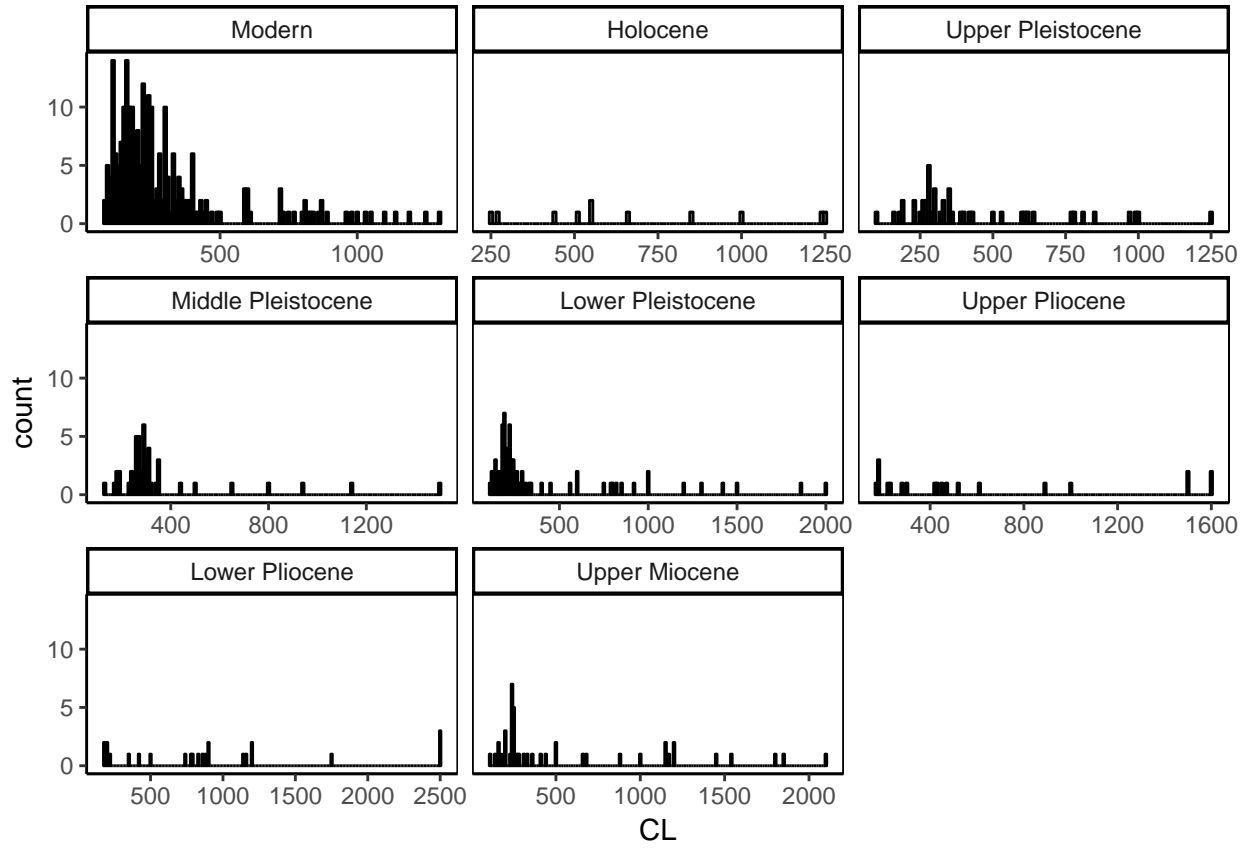 Modern
Holocene
Upper Pleistocene
10
5
0
500 1000
250 500 750 1000 1250
250 500 750 1000 1250
Middle Pleistocene
Lower Pleistocene
Upper Pliocene
10
5
0
400 800 1200
500 1000 1500 2000
400 800 1200 1600
Lower Pliocene
Upper Miocene
10
5
0
500 1000 1500 2000 2500
500 1000 1500 2000
count
CL